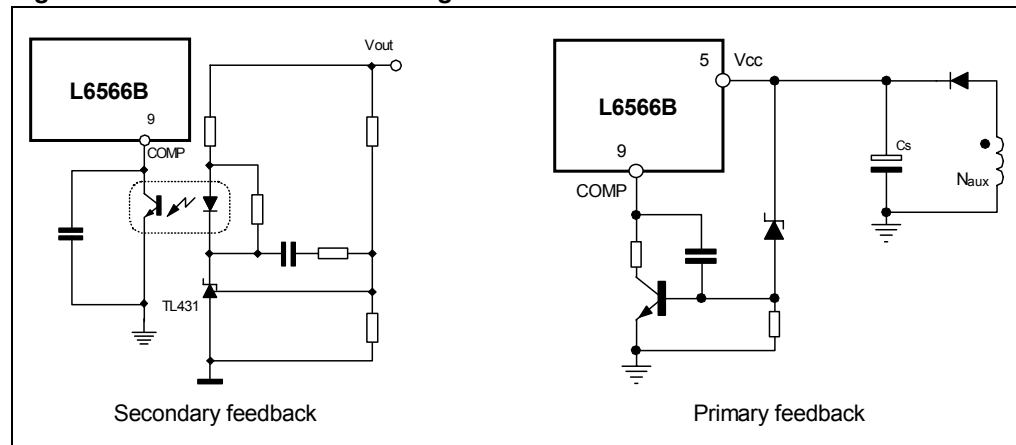 Vout
L6566B
9
COMP
TL431
Secondary feedback
5 Vcc
L6566B
9
COMP
Cs
Naux
Primary feedback